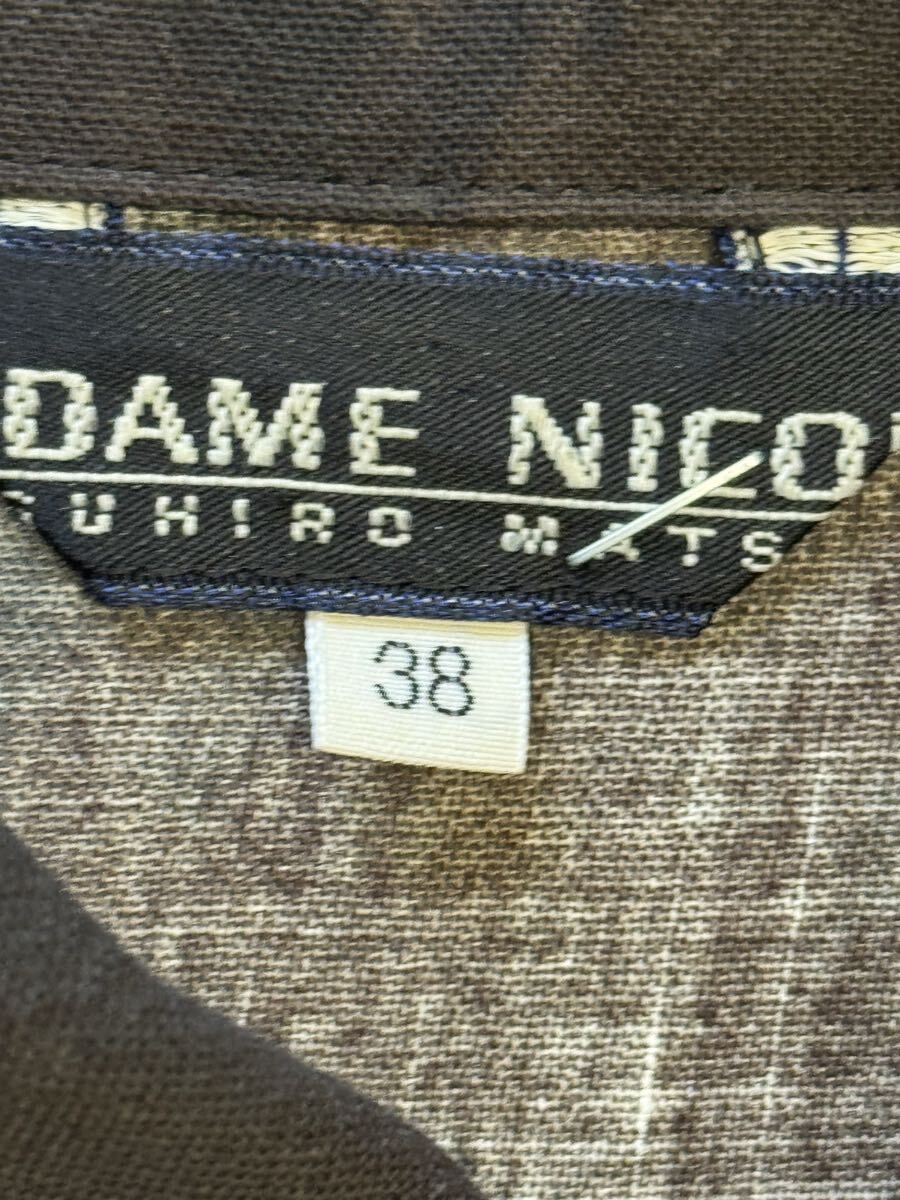 DAME NICO
UHIRO MATS
38